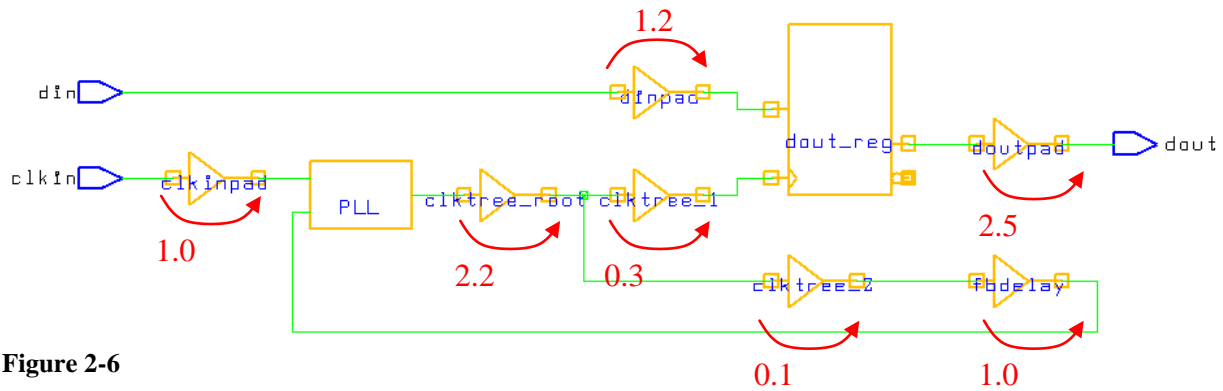 1.2
din
dinpad
dout_reg
doutpad
dout
clkin
clkinpad
PLL
clktree_root
clktree_1
1.0
2.2
0.3
2.5
clktree_2
fbdelay
0.1
1.0
Figure 2-6